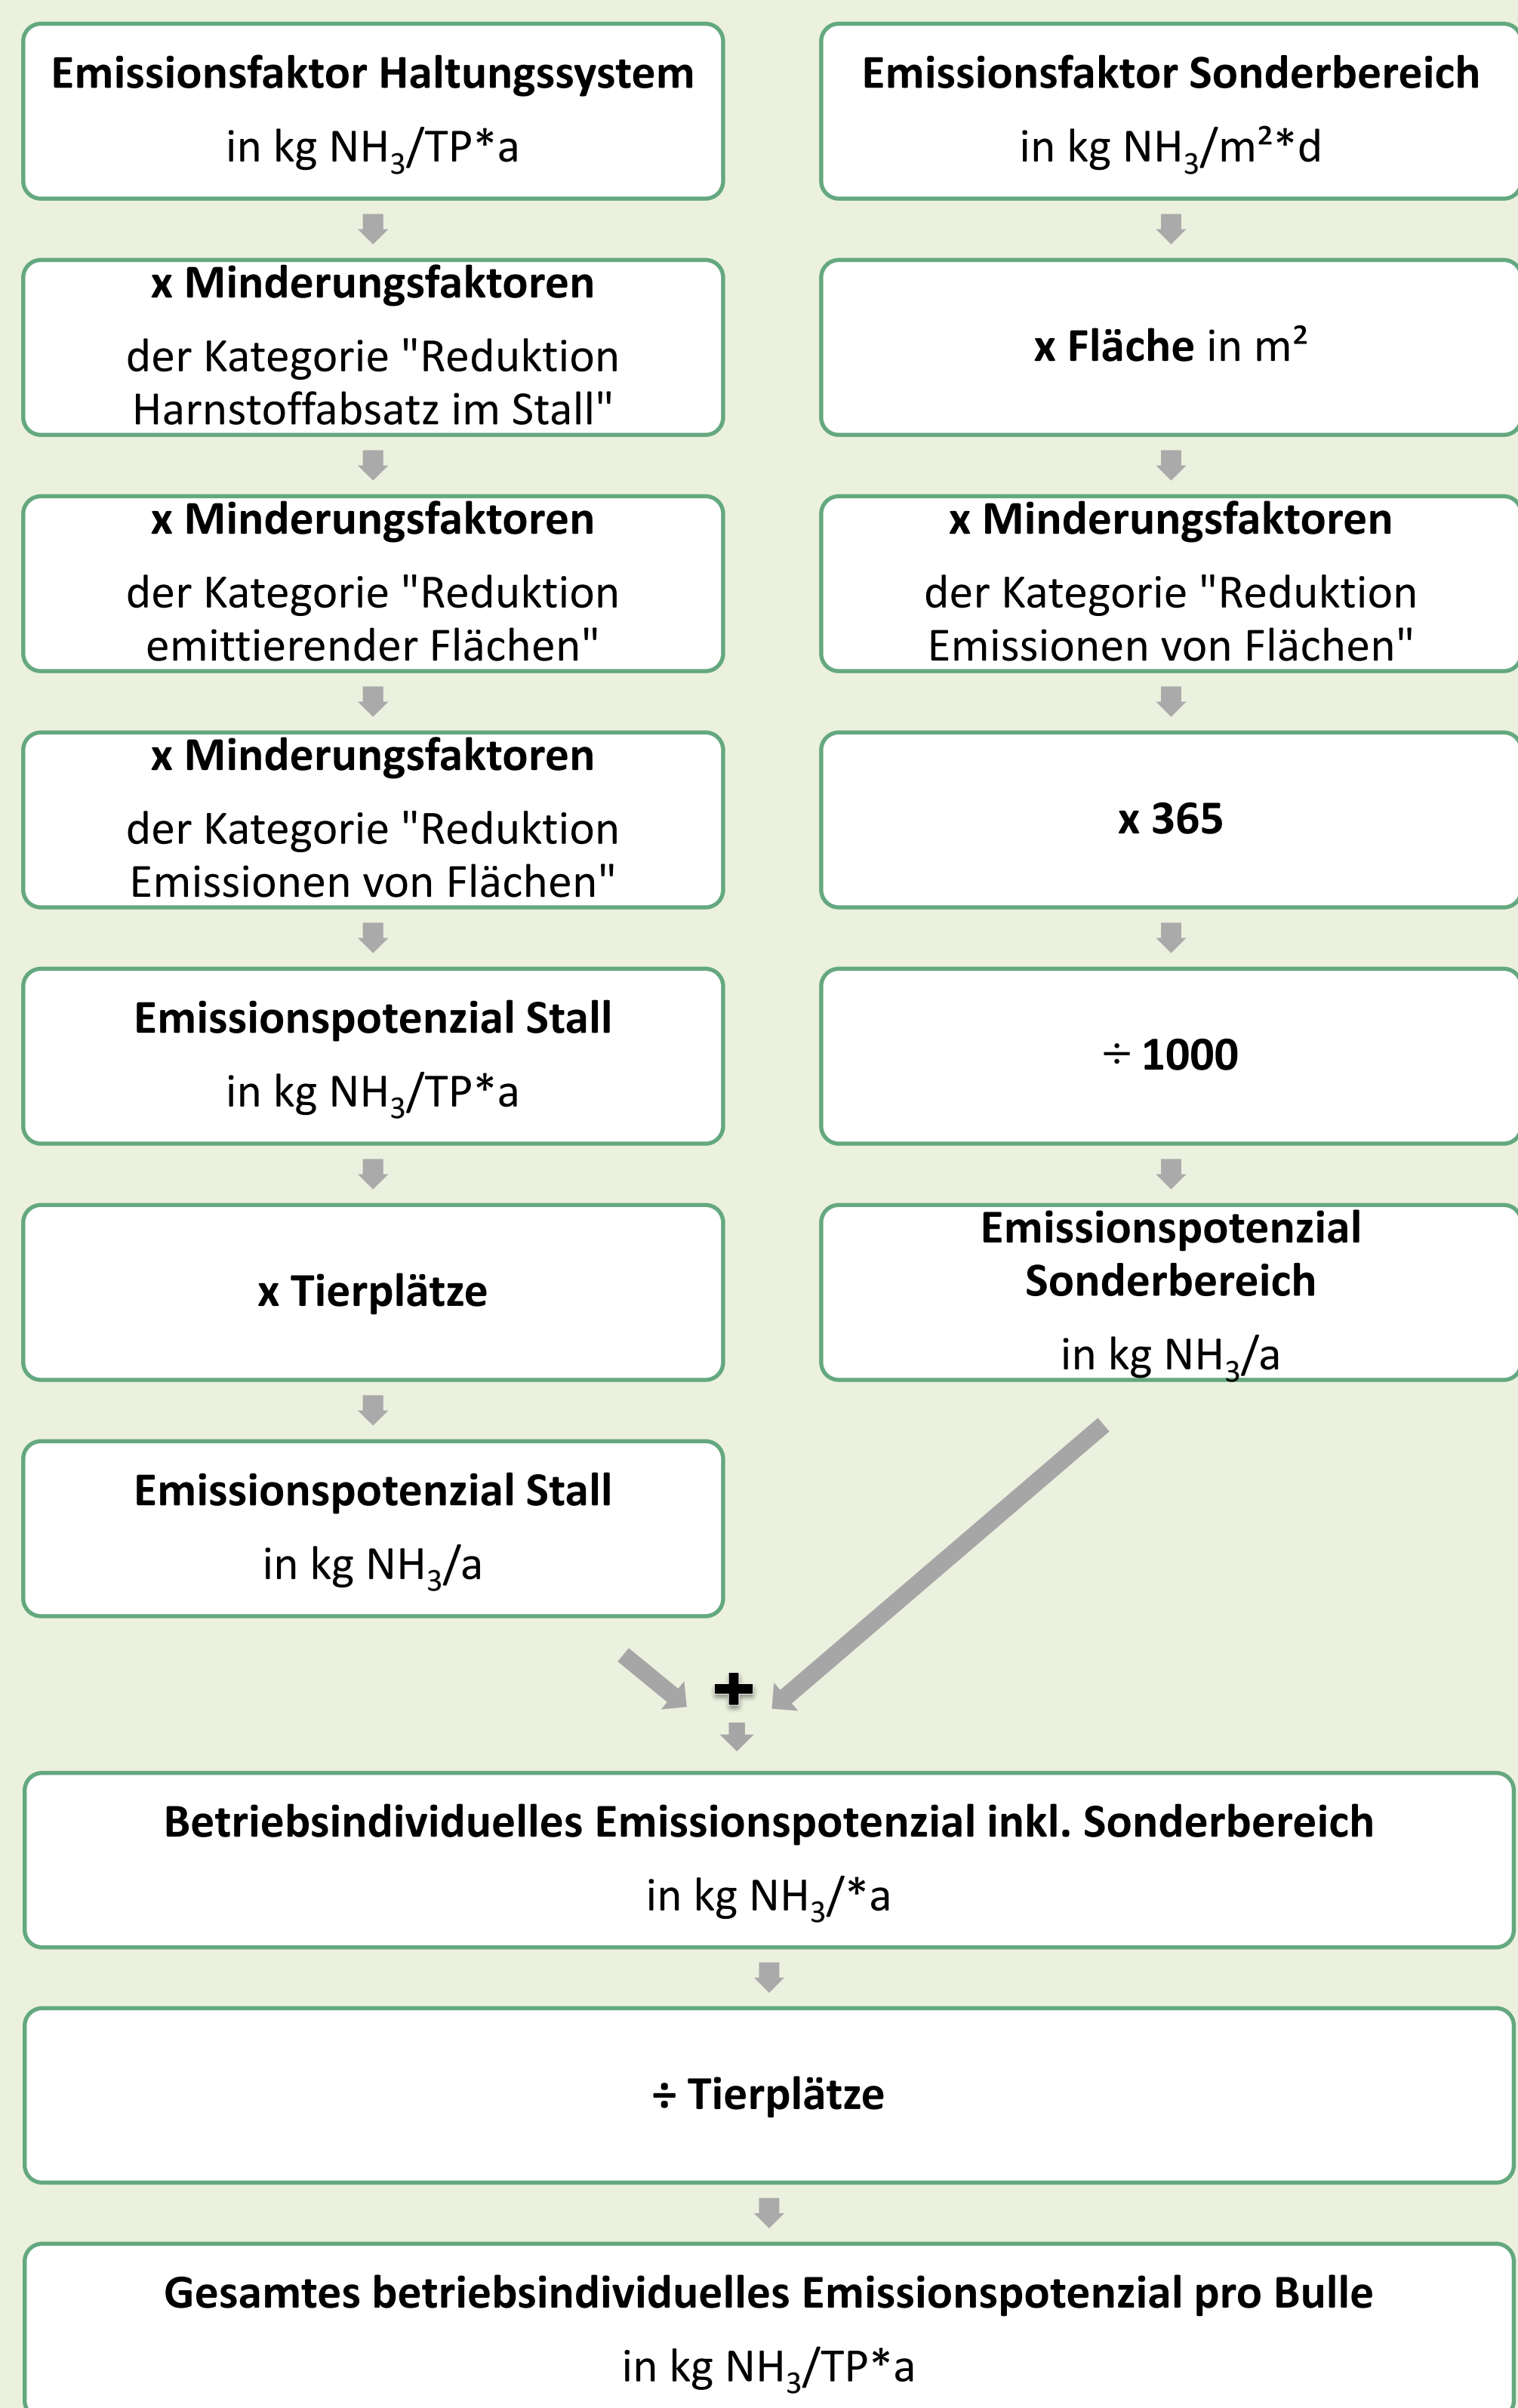 Emissionsfaktor Haltungssystem
in kg NH₃/TP*a
x Minderungsfaktoren
der Kategorie "Reduktion
Harnstoffabsatz im Stall"
x Minderungsfaktoren
der Kategorie "Reduktion
emittierender Flächen"
x Minderungsfaktoren
der Kategorie "Reduktion
Emissionen von Flächen"
Emissionspotenzial Stall
in kg NH₃/TP*a
x Tierplätze
Emissionspotenzial Stall
in kg NH₃/a
Emissionsfaktor Sonderbereich
in kg NH₃/m²*d
x Fläche in m²
x Minderungsfaktoren
der Kategorie "Reduktion
Emissionen von Flächen"
x 365
÷ 1000
Emissionspotenzial
Sonderbereich
in kg NH₃/a
+
Betriebsindividuelles Emissionspotenzial inkl. Sonderbereich
in kg NH₃/*a
÷ Tierplätze
Gesamtes betriebsindividuelles Emissionspotenzial pro Bulle
in kg NH₃/TP*a